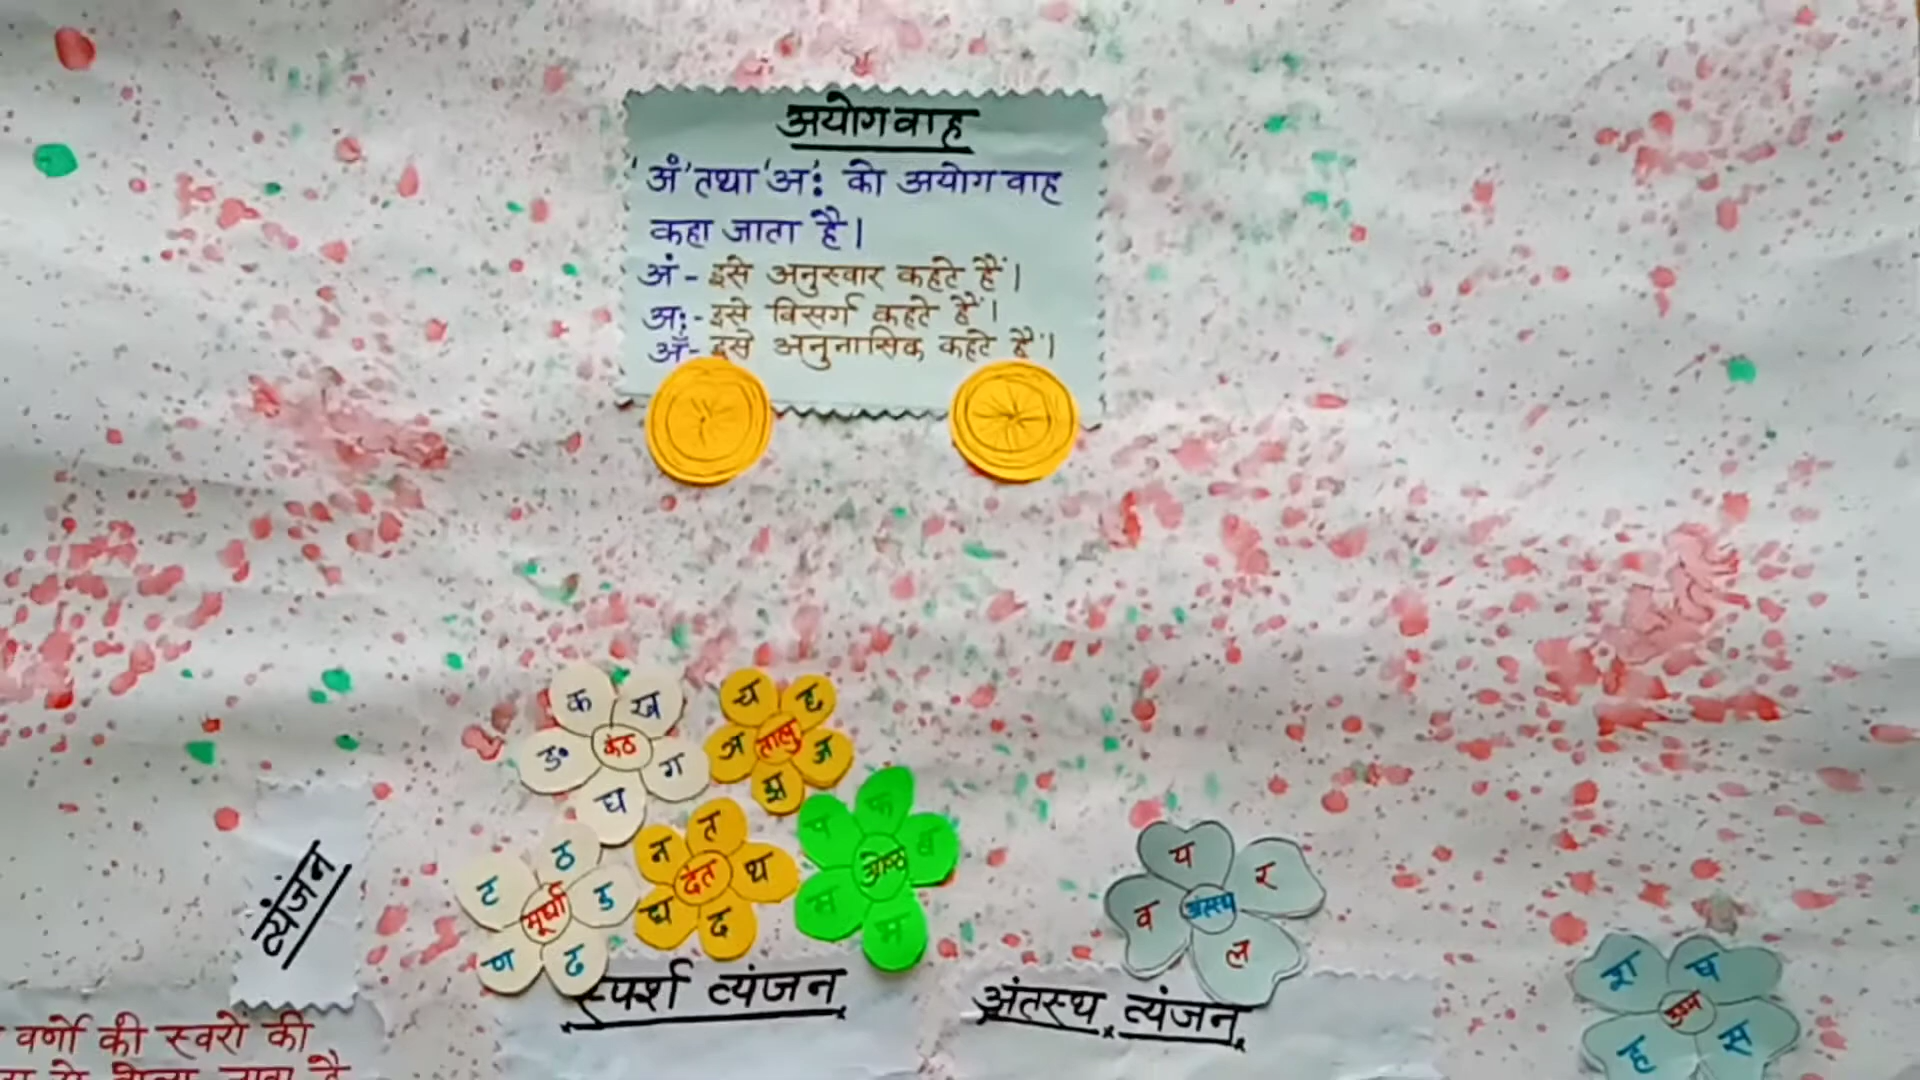 अयोगवाह
'अं' तथा 'अः' को अयोगवाह
कहा जाता है।
अं - इसे अनुस्वार कहते हैं।
अः - इसे विसर्ग कहते हैं।
अँ - इसे अनुनासिक कहते हैं।
क ख ग घ ङ
कंठ
च छ ज झ ञ
तालु
ट ठ ड ढ ण
मूर्धा
त थ द ध न
दंत
प फ ब भ म
ओष्ठ
य र ल व
अंतस्थ
श ष स ह
ऊष्म
व्यंजन
स्पर्श व्यंजन
अंतस्थ व्यंजन
वर्णो की स्वरो की